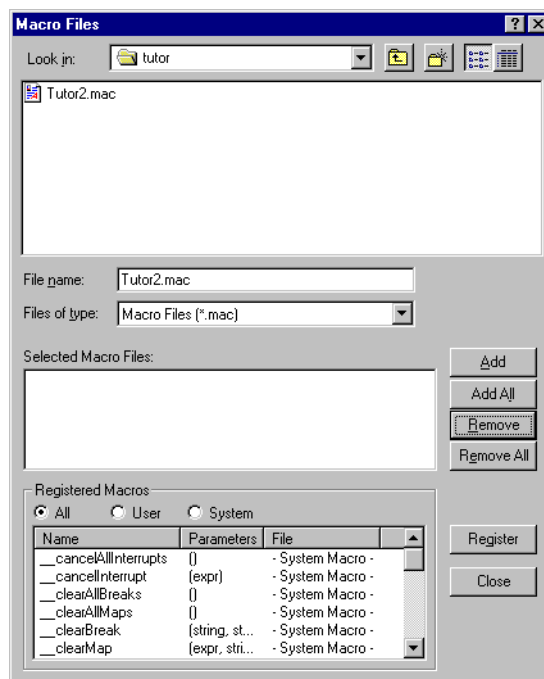 Macro Files
Look in: tutor
Tutor2.mac
File name: Tutor2.mac
Files of type: Macro Files (*.mac)
Selected Macro Files:
Add
Add All
Remove
Remove All
Registered Macros
All User System
Name Parameters File
__cancelAllInterrupts () - System Macro -
__cancelInterrupt (expr) - System Macro -
__clearAllBreaks () - System Macro -
__clearAllMaps () - System Macro -
__clearBreak (string, st... - System Macro -
__clearMap (expr, stri... - System Macro -
Register
Close